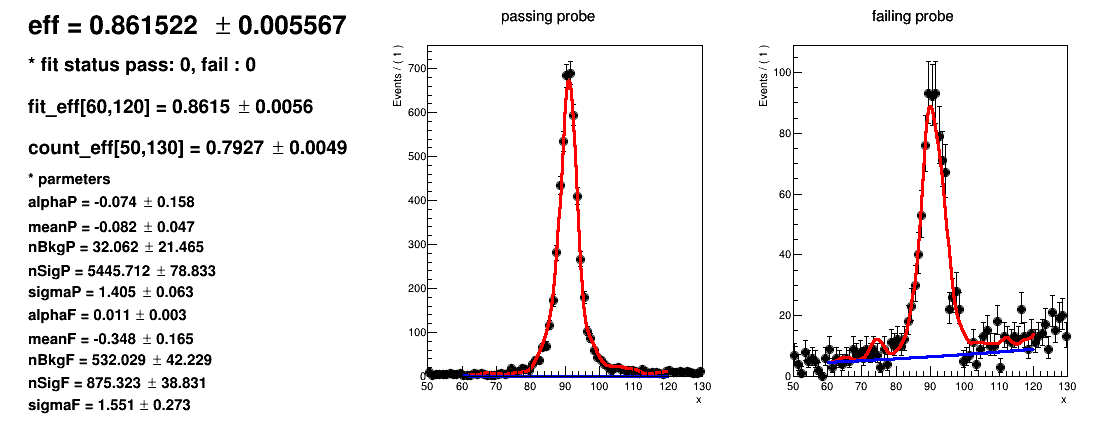 eff = 0.861522 ± 0.005567
* fit status pass: 0, fail : 0
fit_eff[60,120] = 0.8615 ± 0.0056
count_eff[50,130] = 0.7927 ± 0.0049
* parmeters
alphaP = -0.074 ± 0.158
meanP = -0.082 ± 0.047
nBkgP = 32.062 ± 21.465
nSigP = 5445.712 ± 78.833
sigmaP = 1.405 ± 0.063
alphaF = 0.011 ± 0.003
meanF = -0.348 ± 0.165
nBkgF = 532.029 ± 42.229
nSigF = 875.323 ± 38.831
sigmaF = 1.551 ± 0.273
passing probe
Events / ( 1 )
700
600
500
400
300
200
100
0
50 60 70 80 90 100 110 120 130
x
failing probe
Events / ( 1 )
100
80
60
40
20
0
50 60 70 80 90 100 110 120 130
x